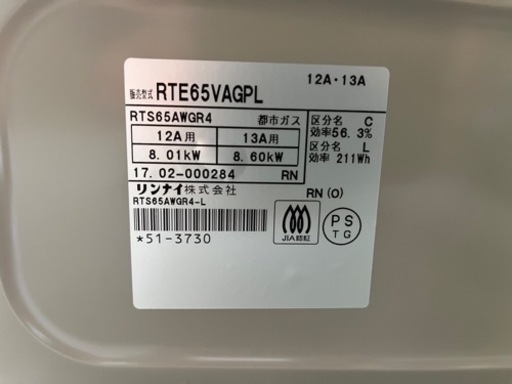 12A・13A
販売型式 RTE65VAGPL
RTS65AWGR4 都市ガス
12A用 13A用
8.01kW 8.60kW
区分名 C
効率56.3%
区分名 L
効率 211Wh
17.02-000284 RN
リンナイ株式会社
RN(O)
RTS65AWGR4-L
*51-3730
JIA認証
PS
TG